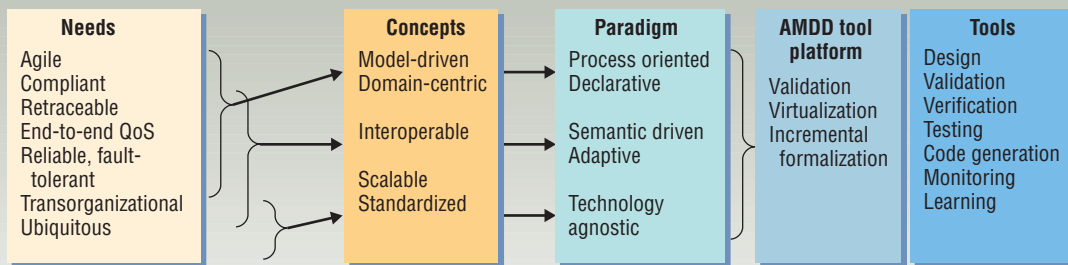 Needs
Agile
Compliant
Retraceable
End-to-end QoS
Reliable, fault-
tolerant
Transorganizational
Ubiquitous
Concepts
Model-driven
Domain-centric
Interoperable
Scalable
Standardized
Paradigm
Process oriented
Declarative
Semantic driven
Adaptive
Technology
agnostic
AMDD tool
platform
Validation
Virtualization
Incremental
formalization
Tools
Design
Validation
Verification
Testing
Code generation
Monitoring
Learning